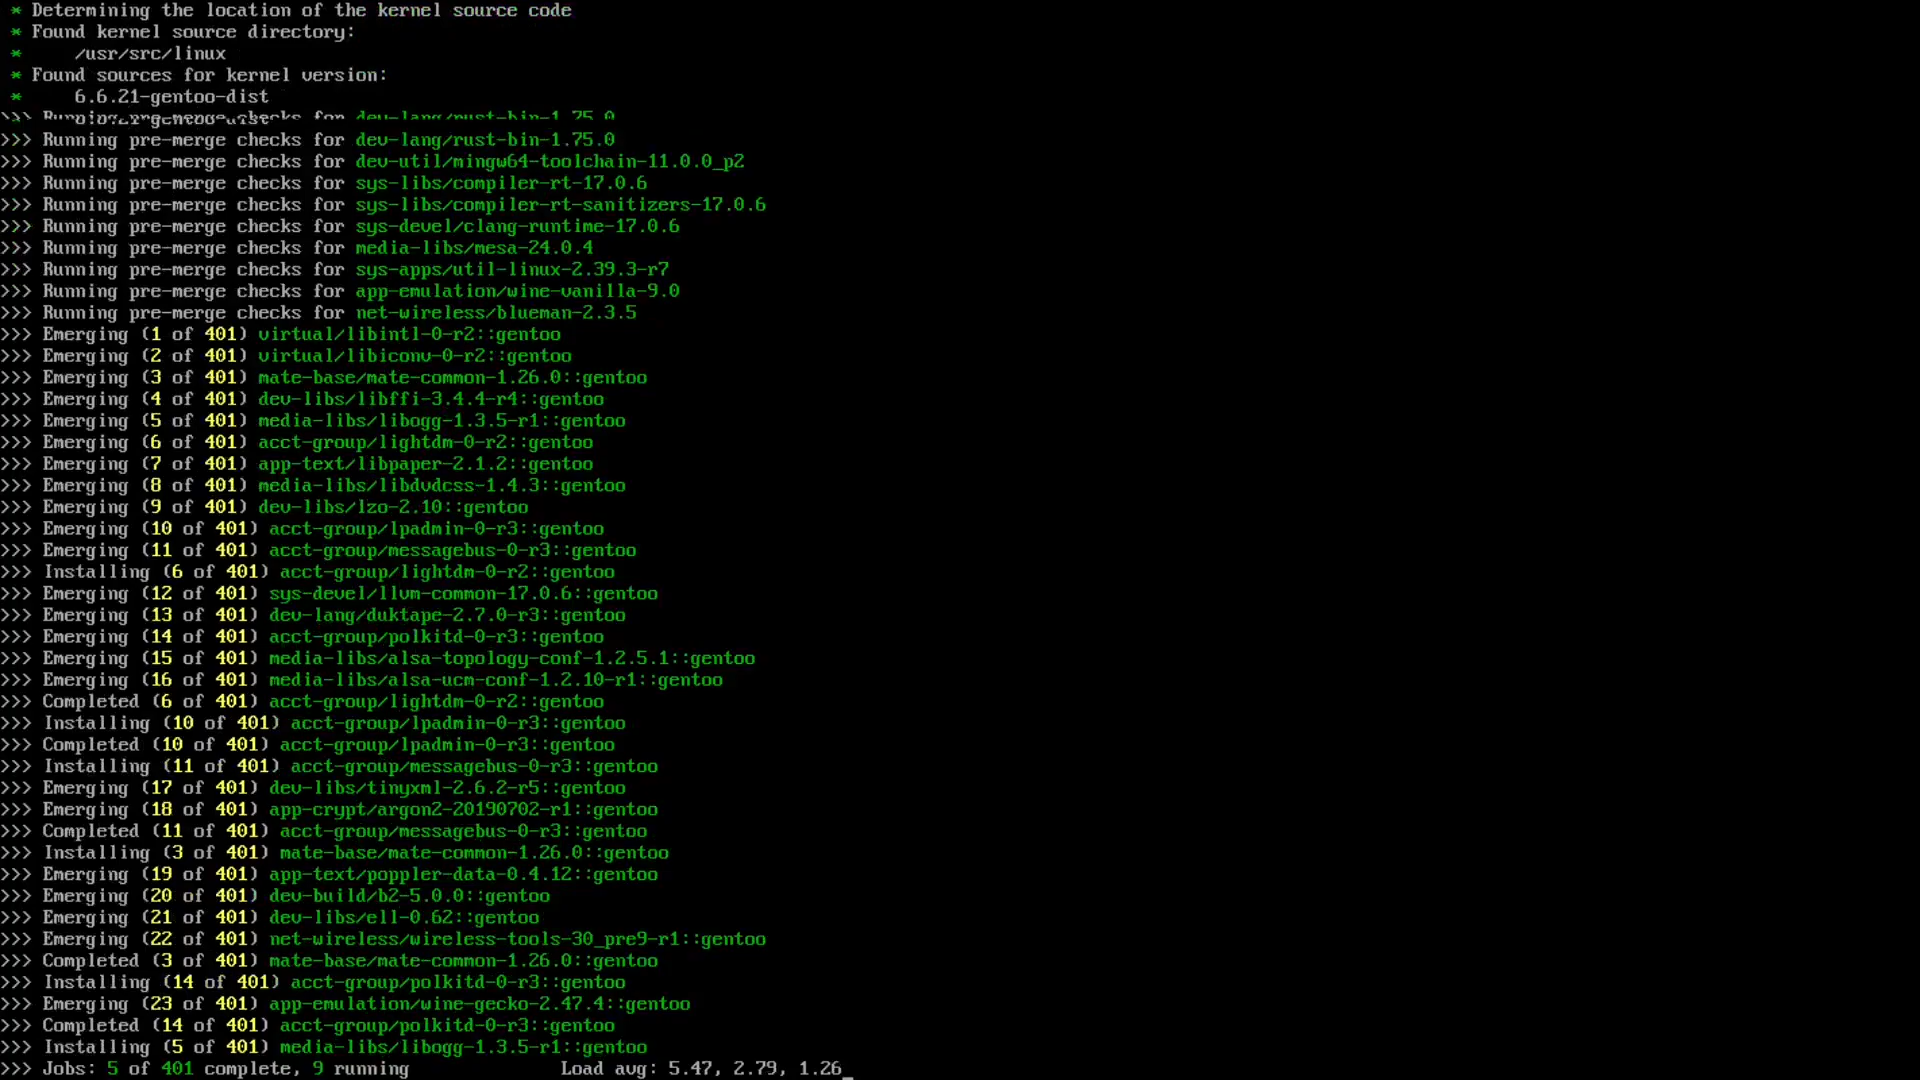 * Determining the location of the kernel source code
* Found kernel source directory:
*     /usr/src/linux
* Found sources for kernel version:
*     6.6.21-gentoo-dist
>>> Running pre-merge checks for dev-lang/rust-bin-1.75.0
>>> Running pre-merge checks for dev-util/mingw64-toolchain-11.0.0_p2
>>> Running pre-merge checks for sys-libs/compiler-rt-17.0.6
>>> Running pre-merge checks for sys-libs/compiler-rt-sanitizers-17.0.6
>>> Running pre-merge checks for sys-devel/clang-runtime-17.0.6
>>> Running pre-merge checks for media-libs/mesa-24.0.4
>>> Running pre-merge checks for sys-apps/util-linux-2.39.3-r7
>>> Running pre-merge checks for app-emulation/wine-vanilla-9.0
>>> Running pre-merge checks for net-wireless/blueman-2.3.5
>>> Emerging (1 of 401) virtual/libintl-0-r2::gentoo
>>> Emerging (2 of 401) virtual/libiconv-0-r2::gentoo
>>> Emerging (3 of 401) mate-base/mate-common-1.26.0::gentoo
>>> Emerging (4 of 401) dev-libs/libffi-3.4.4-r4::gentoo
>>> Emerging (5 of 401) media-libs/libogg-1.3.5-r1::gentoo
>>> Emerging (6 of 401) acct-group/lightdm-0-r2::gentoo
>>> Emerging (7 of 401) app-text/libpaper-2.1.2::gentoo
>>> Emerging (8 of 401) media-libs/libdvdcss-1.4.3::gentoo
>>> Emerging (9 of 401) dev-libs/lzo-2.10::gentoo
>>> Emerging (10 of 401) acct-group/lpadmin-0-r3::gentoo
>>> Emerging (11 of 401) acct-group/messagebus-0-r3::gentoo
>>> Installing (6 of 401) acct-group/lightdm-0-r2::gentoo
>>> Emerging (12 of 401) sys-devel/llvm-common-17.0.6::gentoo
>>> Emerging (13 of 401) dev-lang/duktape-2.7.0-r3::gentoo
>>> Emerging (14 of 401) acct-group/polkitd-0-r3::gentoo
>>> Emerging (15 of 401) media-libs/alsa-topology-conf-1.2.5.1::gentoo
>>> Emerging (16 of 401) media-libs/alsa-ucm-conf-1.2.10-r1::gentoo
>>> Completed (6 of 401) acct-group/lightdm-0-r2::gentoo
>>> Installing (10 of 401) acct-group/lpadmin-0-r3::gentoo
>>> Completed (10 of 401) acct-group/lpadmin-0-r3::gentoo
>>> Installing (11 of 401) acct-group/messagebus-0-r3::gentoo
>>> Emerging (17 of 401) dev-libs/tinyxml-2.6.2-r5::gentoo
>>> Emerging (18 of 401) app-crypt/argon2-20190702-r1::gentoo
>>> Completed (11 of 401) acct-group/messagebus-0-r3::gentoo
>>> Installing (3 of 401) mate-base/mate-common-1.26.0::gentoo
>>> Emerging (19 of 401) app-text/poppler-data-0.4.12::gentoo
>>> Emerging (20 of 401) dev-build/b2-5.0.0::gentoo
>>> Emerging (21 of 401) dev-libs/ell-0.62::gentoo
>>> Emerging (22 of 401) net-wireless/wireless-tools-30_pre9-r1::gentoo
>>> Completed (3 of 401) mate-base/mate-common-1.26.0::gentoo
>>> Installing (14 of 401) acct-group/polkitd-0-r3::gentoo
>>> Emerging (23 of 401) app-emulation/wine-gecko-2.47.4::gentoo
>>> Completed (14 of 401) acct-group/polkitd-0-r3::gentoo
>>> Installing (5 of 401) media-libs/libogg-1.3.5-r1::gentoo
>>> Jobs: 5 of 401 complete, 9 running              Load avg: 5.47, 2.79, 1.26_